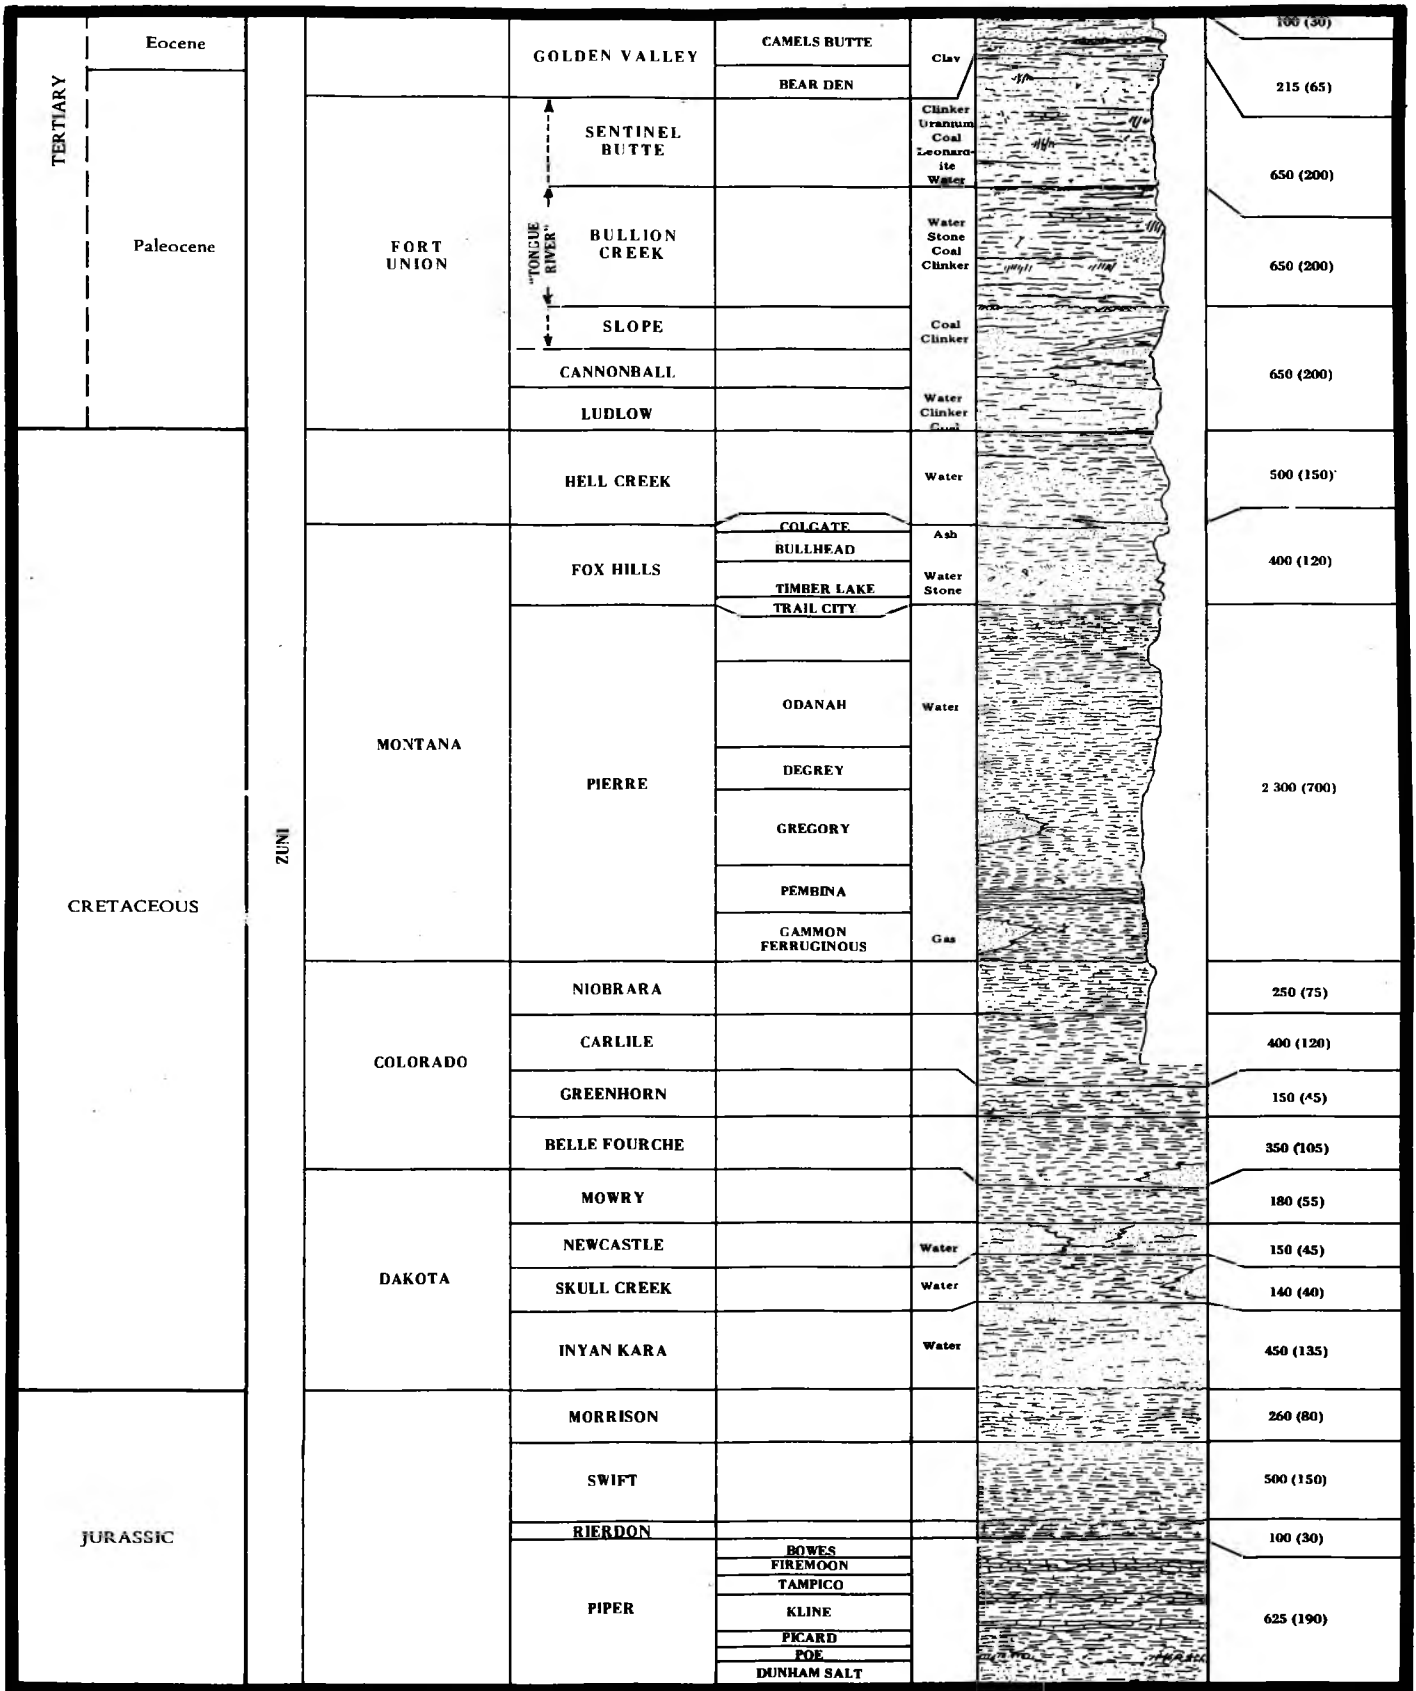 TERTIARY
Eocene
Paleocene
CRETACEOUS
JURASSIC
ZUNI
FORT
UNION
MONTANA
COLORADO
DAKOTA
GOLDEN VALLEY
"TONGUE
RIVER"
SENTINEL
BUTTE
BULLION
CREEK
SLOPE
CANNONBALL
LUDLOW
HELL CREEK
FOX HILLS
PIERRE
NIOBRARA
CARLILE
GREENHORN
BELLE FOURCHE
MOWRY
NEWCASTLE
SKULL CREEK
INYAN KARA
MORRISON
SWIFT
RIERDON
PIPER
CAMELS BUTTE
BEAR DEN
COLGATE
BULLHEAD
TIMBER LAKE
TRAIL CITY
ODANAH
DEGREY
GREGORY
PEMBINA
GAMMON
FERRUGINOUS
BOWES
FIREMOON
TAMPICO
KLINE
PICARD
POE
DUNHAM SALT
Clay
Clinker
Uranium
Coal
Leonard-
ite
Water
Water
Stone
Coal
Clinker
Coal
Clinker
Water
Clinker
Coal
Water
Ash
Water
Stone
Water
Gas
Water
Water
Water
100 (30)
215 (65)
650 (200)
650 (200)
650 (200)
500 (150)
400 (120)
2 300 (700)
250 (75)
400 (120)
150 (45)
350 (105)
180 (55)
150 (45)
140 (40)
450 (135)
260 (80)
500 (150)
100 (30)
625 (190)